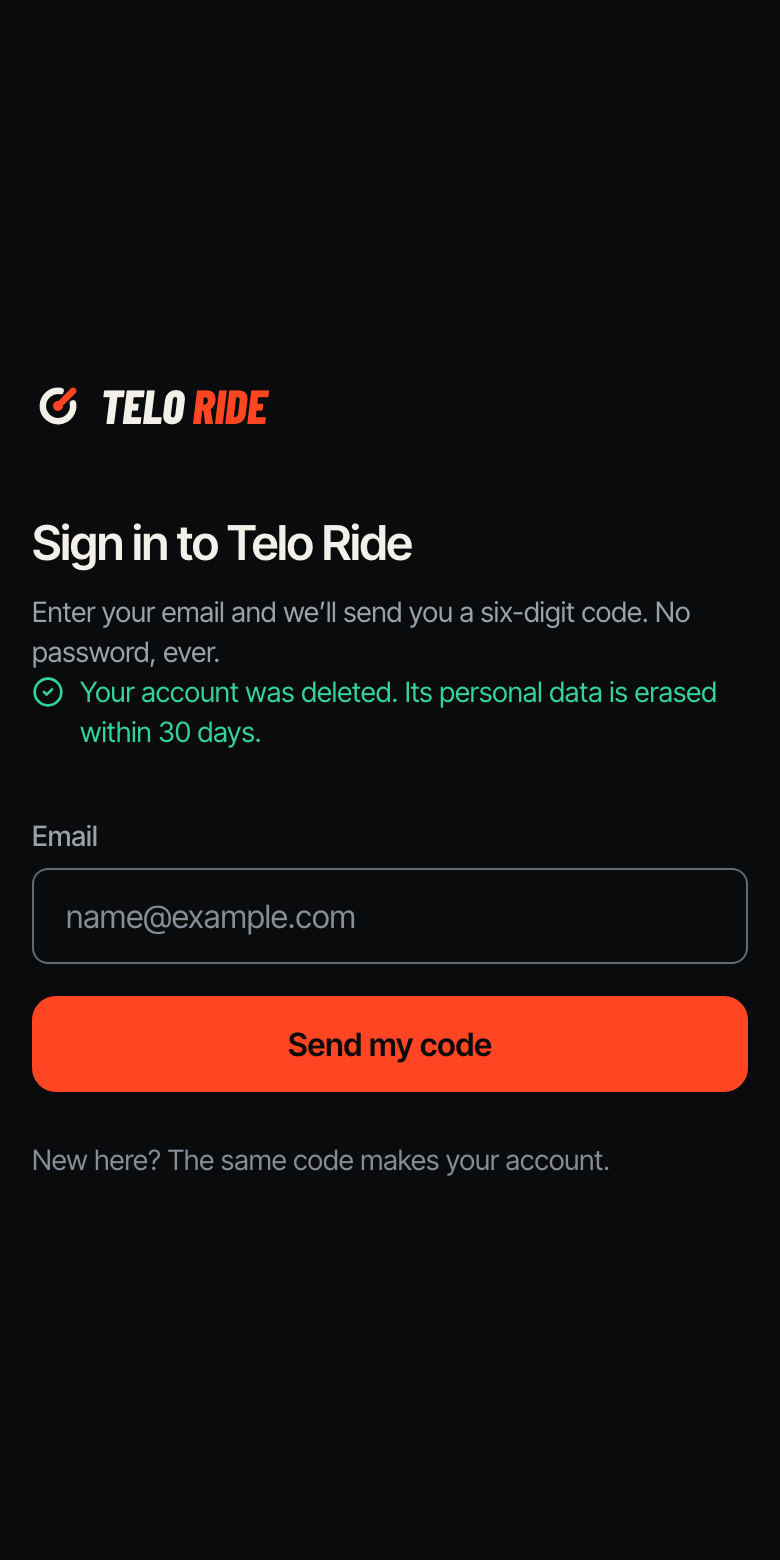 TELO RIDE
Sign in to Telo Ride
Enter your email and we’ll send you a six-digit code. No
password, ever.
Your account was deleted. Its personal data is erased
within 30 days.
Email
name@example.com
Send my code
New here? The same code makes your account.